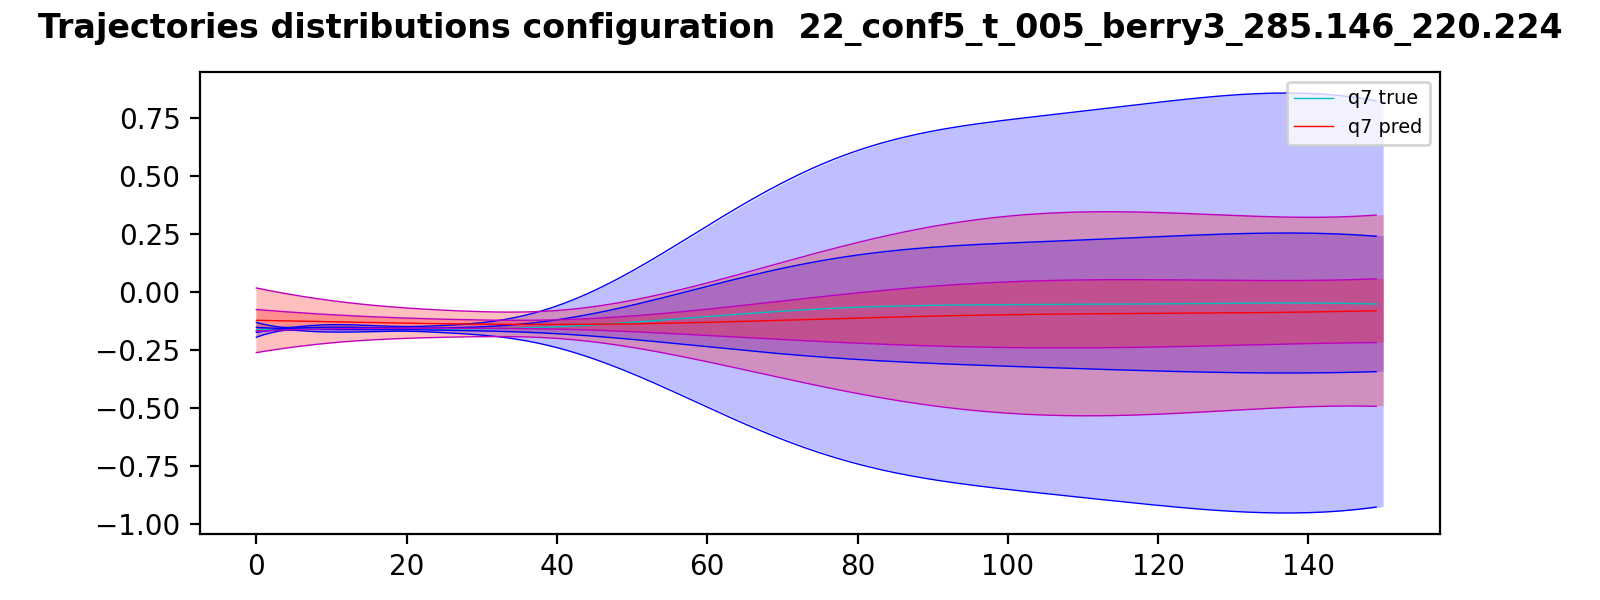 Trajectories distributions configuration  22_conf5_t_005_berry3_285.146_220.224
q7 true
q7 pred
0.75
0.50
0.25
0.00
−0.25
−0.50
−0.75
−1.00
0 20 40 60 80 100 120 140